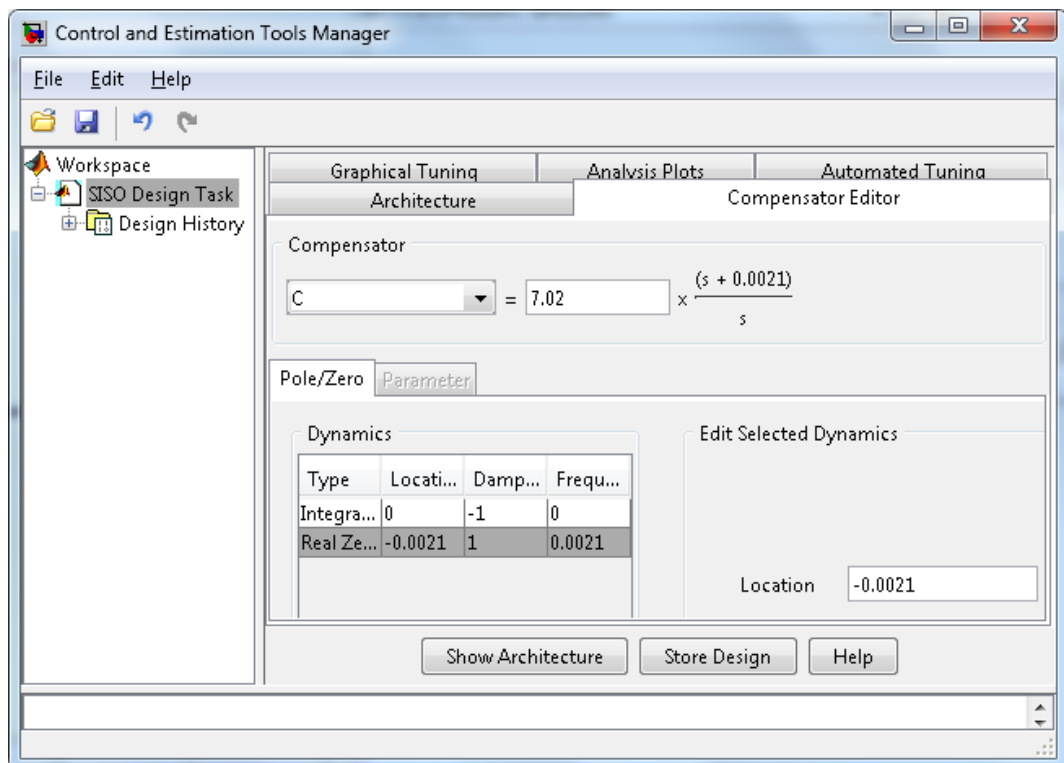 Control and Estimation Tools Manager
File Edit Help
Workspace
SISO Design Task
Design History
Graphical Tuning Analysis Plots Automated Tuning
Architecture Compensator Editor
Compensator
C = 7.02 x (s + 0.0021)
s
Pole/Zero Parameter
Dynamics
Type Locati... Damp... Frequ...
Integra... 0 -1 0
Real Ze... -0.0021 1 0.0021
Edit Selected Dynamics
Location -0.0021
Show Architecture Store Design Help